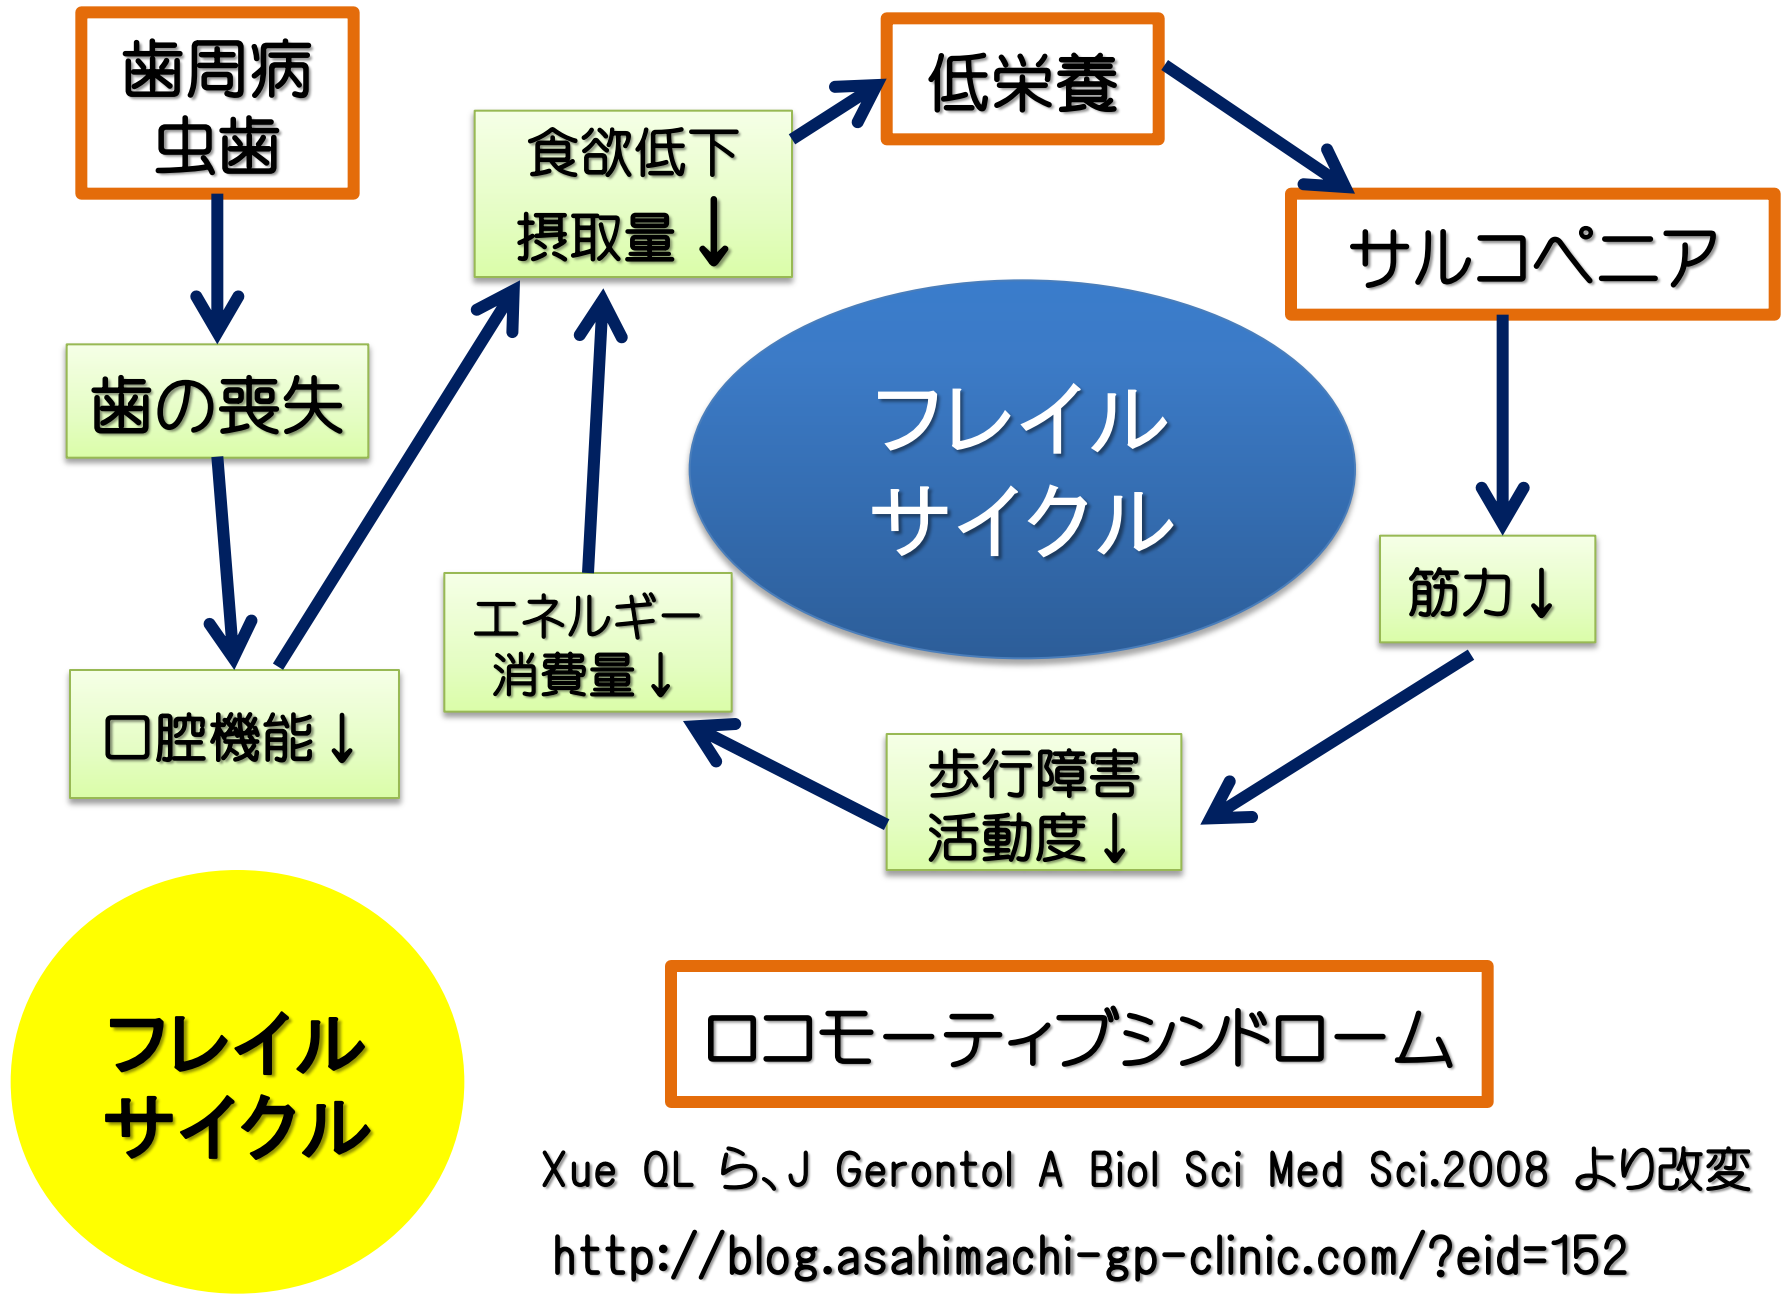 歯周病
虫歯
低栄養
食欲低下
摂取量↓
サルコペニア
歯の喪失
フレイル
サイクル
筋力↓
エネルギー
消費量↓
口腔機能↓
歩行障害
活動度↓
フレイル
サイクル
ロコモーティブシンドローム
Xue QL ら、J Gerontol A Biol Sci Med Sci.2008 より改変
http://blog.asahimachi-gp-clinic.com/?eid=152